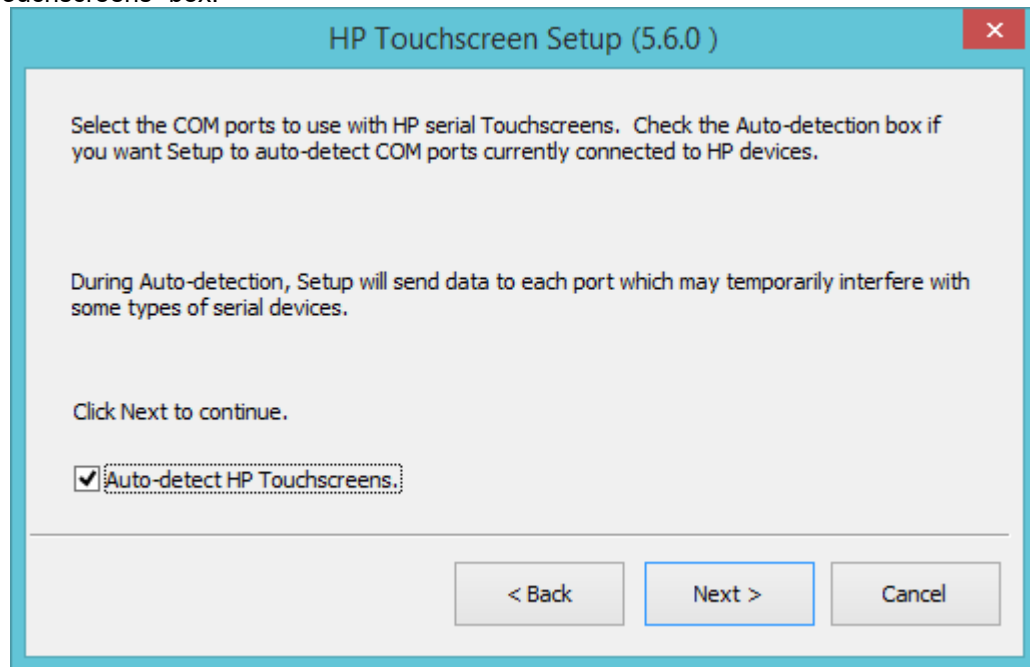 HP Touchscreen Setup (5.6.0 )
Select the COM ports to use with HP serial Touchscreens. Check the Auto-detection box if
you want Setup to auto-detect COM ports currently connected to HP devices.
During Auto-detection, Setup will send data to each port which may temporarily interfere with
some types of serial devices.
Click Next to continue.
Auto-detect HP Touchscreens.
< Back
Next >
Cancel